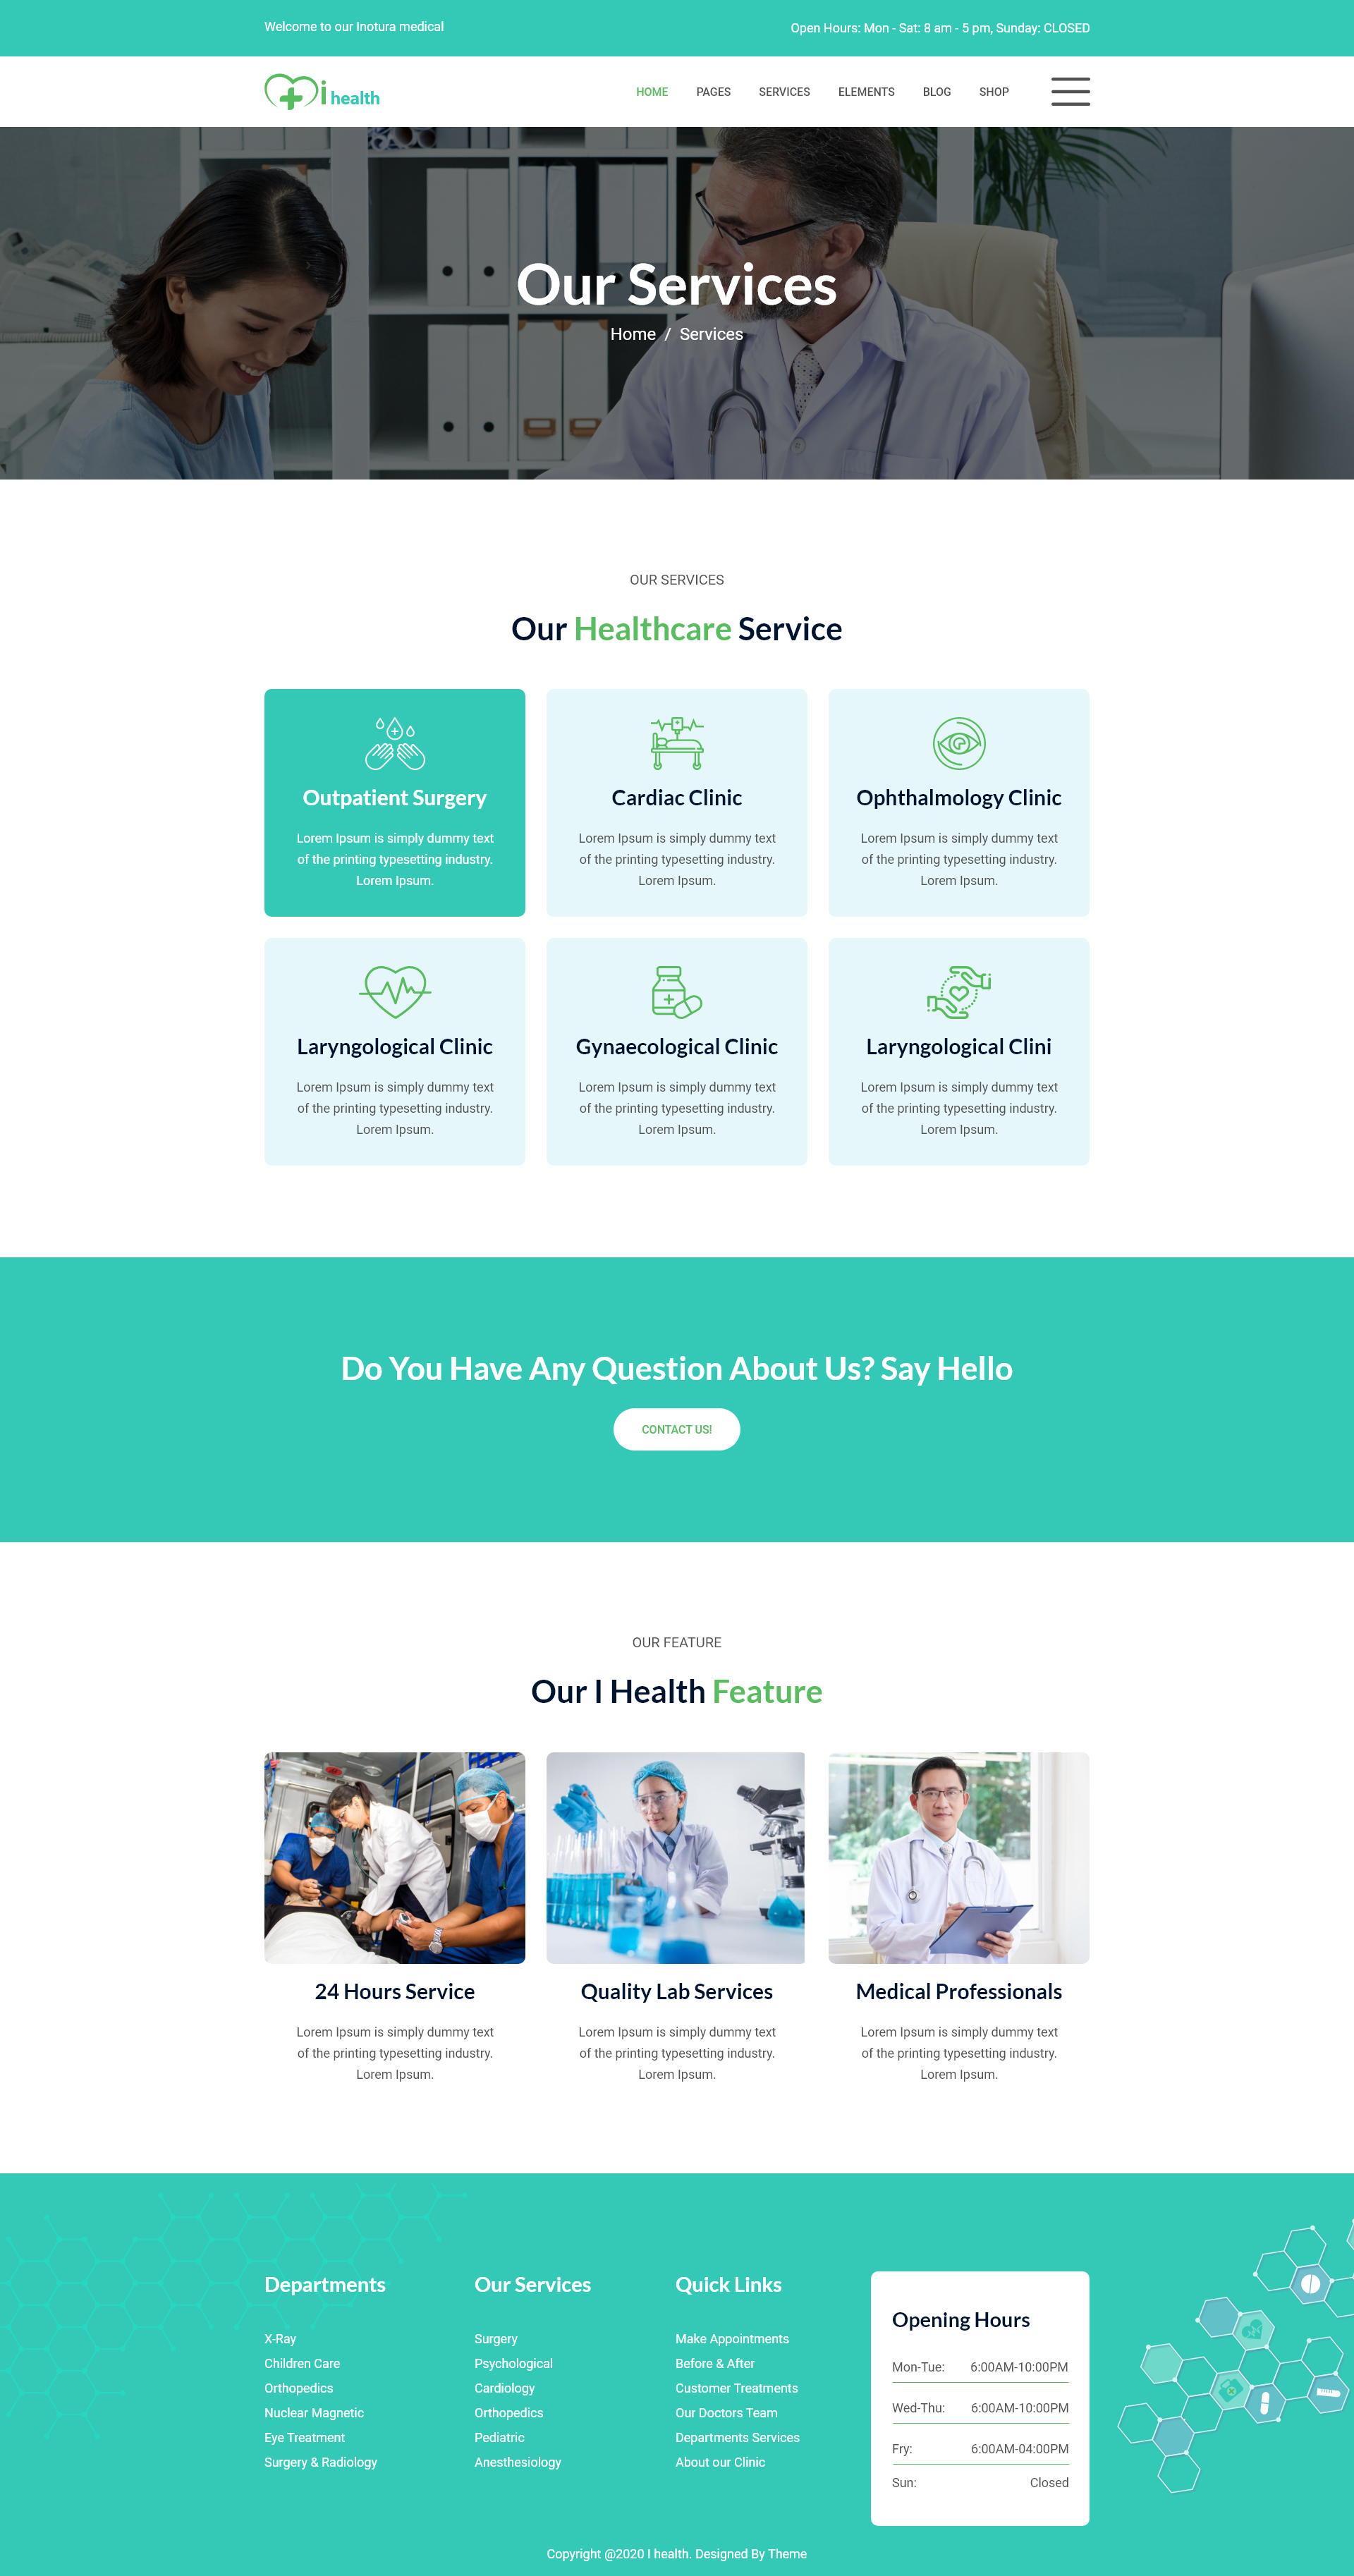 Welcome to our Inotura medical
Open Hours: Mon - Sat: 8 am - 5 pm, Sunday: CLOSED
i health
HOME PAGES SERVICES ELEMENTS BLOG SHOP
Our Services
Home / Services
OUR SERVICES
Our Healthcare Service
Outpatient Surgery
Lorem Ipsum is simply dummy text
of the printing typesetting industry.
Lorem Ipsum.
Cardiac Clinic
Lorem Ipsum is simply dummy text
of the printing typesetting industry.
Lorem Ipsum.
Ophthalmology Clinic
Lorem Ipsum is simply dummy text
of the printing typesetting industry.
Lorem Ipsum.
Laryngological Clinic
Lorem Ipsum is simply dummy text
of the printing typesetting industry.
Lorem Ipsum.
Gynaecological Clinic
Lorem Ipsum is simply dummy text
of the printing typesetting industry.
Lorem Ipsum.
Laryngological Clini
Lorem Ipsum is simply dummy text
of the printing typesetting industry.
Lorem Ipsum.
Do You Have Any Question About Us? Say Hello
CONTACT US!
OUR FEATURE
Our I Health Feature
24 Hours Service
Lorem Ipsum is simply dummy text
of the printing typesetting industry.
Lorem Ipsum.
Quality Lab Services
Lorem Ipsum is simply dummy text
of the printing typesetting industry.
Lorem Ipsum.
Medical Professionals
Lorem Ipsum is simply dummy text
of the printing typesetting industry.
Lorem Ipsum.
Departments
X-Ray
Children Care
Orthopedics
Nuclear Magnetic
Eye Treatment
Surgery & Radiology
Our Services
Surgery
Psychological
Cardiology
Orthopedics
Pediatric
Anesthesiology
Quick Links
Make Appointments
Before & After
Customer Treatments
Our Doctors Team
Departments Services
About our Clinic
Opening Hours
Mon-Tue: 6:00AM-10:00PM
Wed-Thu: 6:00AM-10:00PM
Fry: 6:00AM-04:00PM
Sun: Closed
Copyright @2020 I health. Designed By Theme